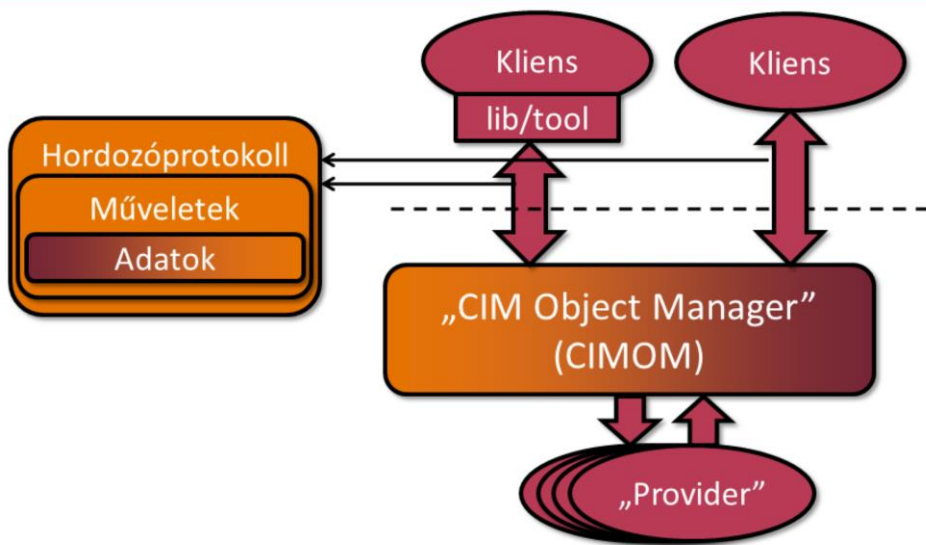 Kliens
lib/tool
Kliens
Hordozóprotokoll
Műveletek
Adatok
„CIM Object Manager”
(CIMOM)
„Provider”